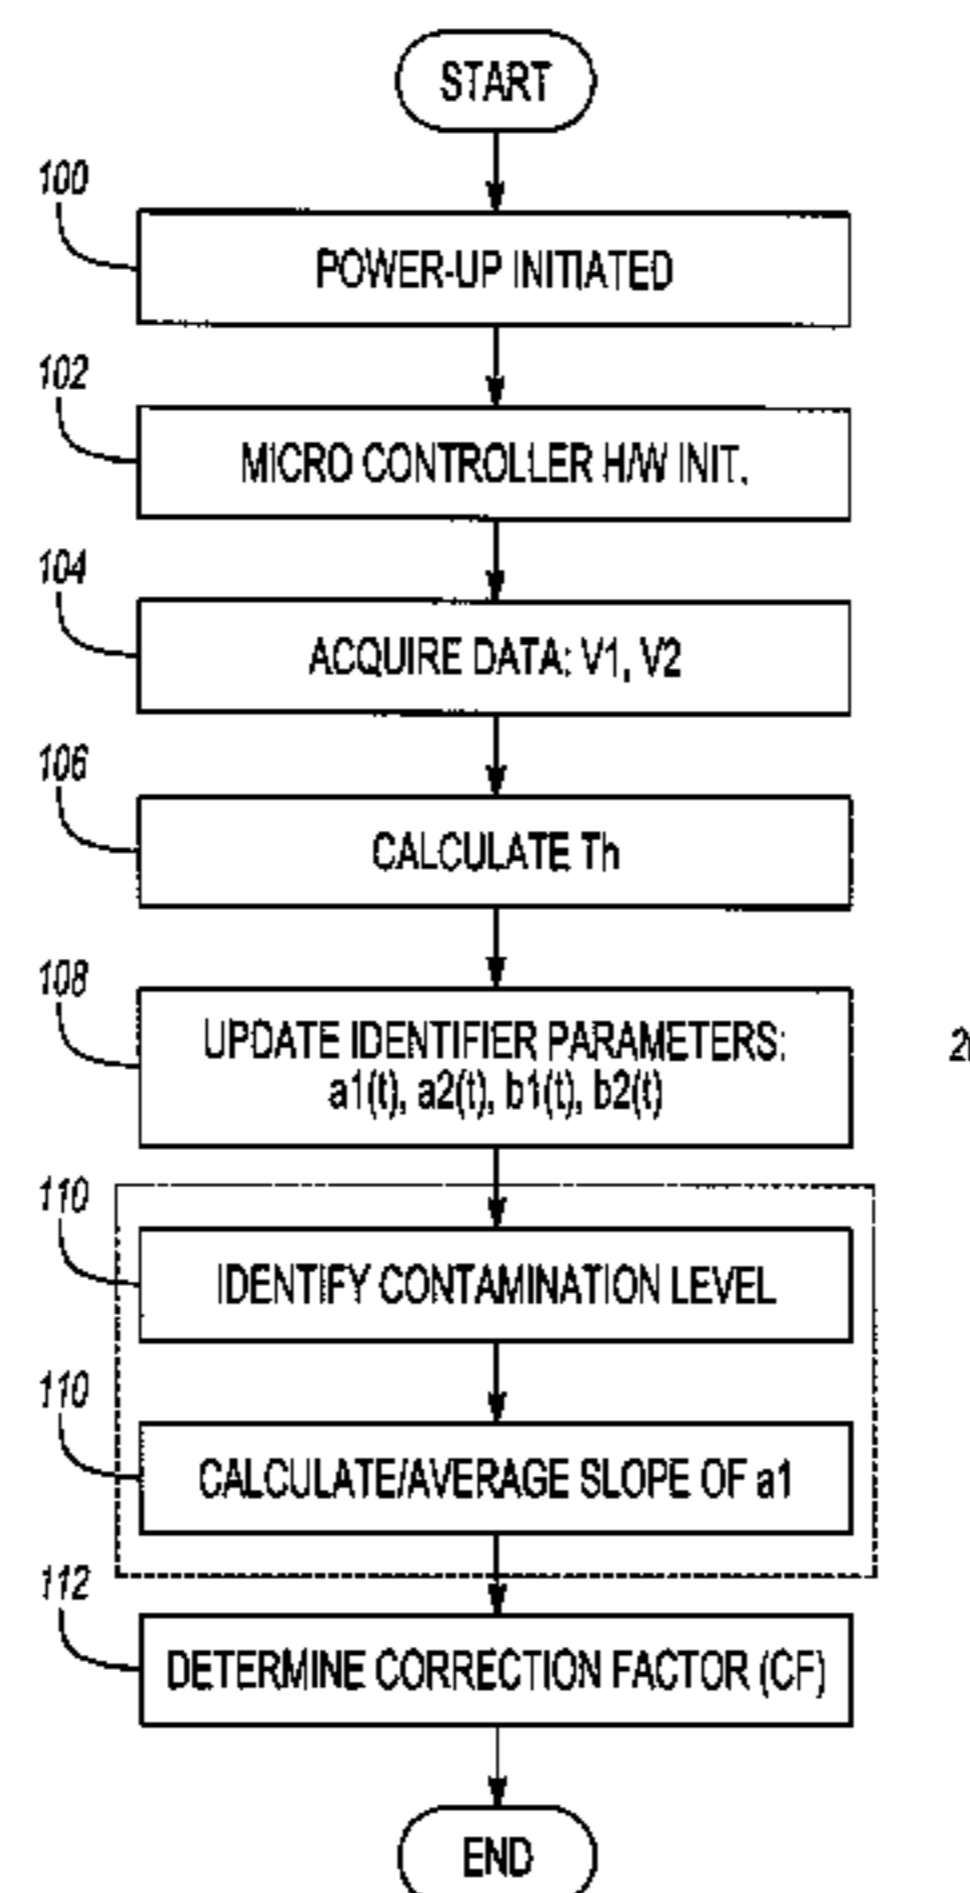 START
100
POWER-UP INITIATED
102
MICRO CONTROLLER H/W INIT.
104
ACQUIRE DATA: V1, V2
106
CALCULATE Th
108
UPDATE IDENTIFIER PARAMETERS:
a1(t), a2(t), b1(t), b2(t)
110
IDENTIFY CONTAMINATION LEVEL
110
CALCULATE/AVERAGE SLOPE OF a1
112
DETERMINE CORRECTION FACTOR (CF)
END